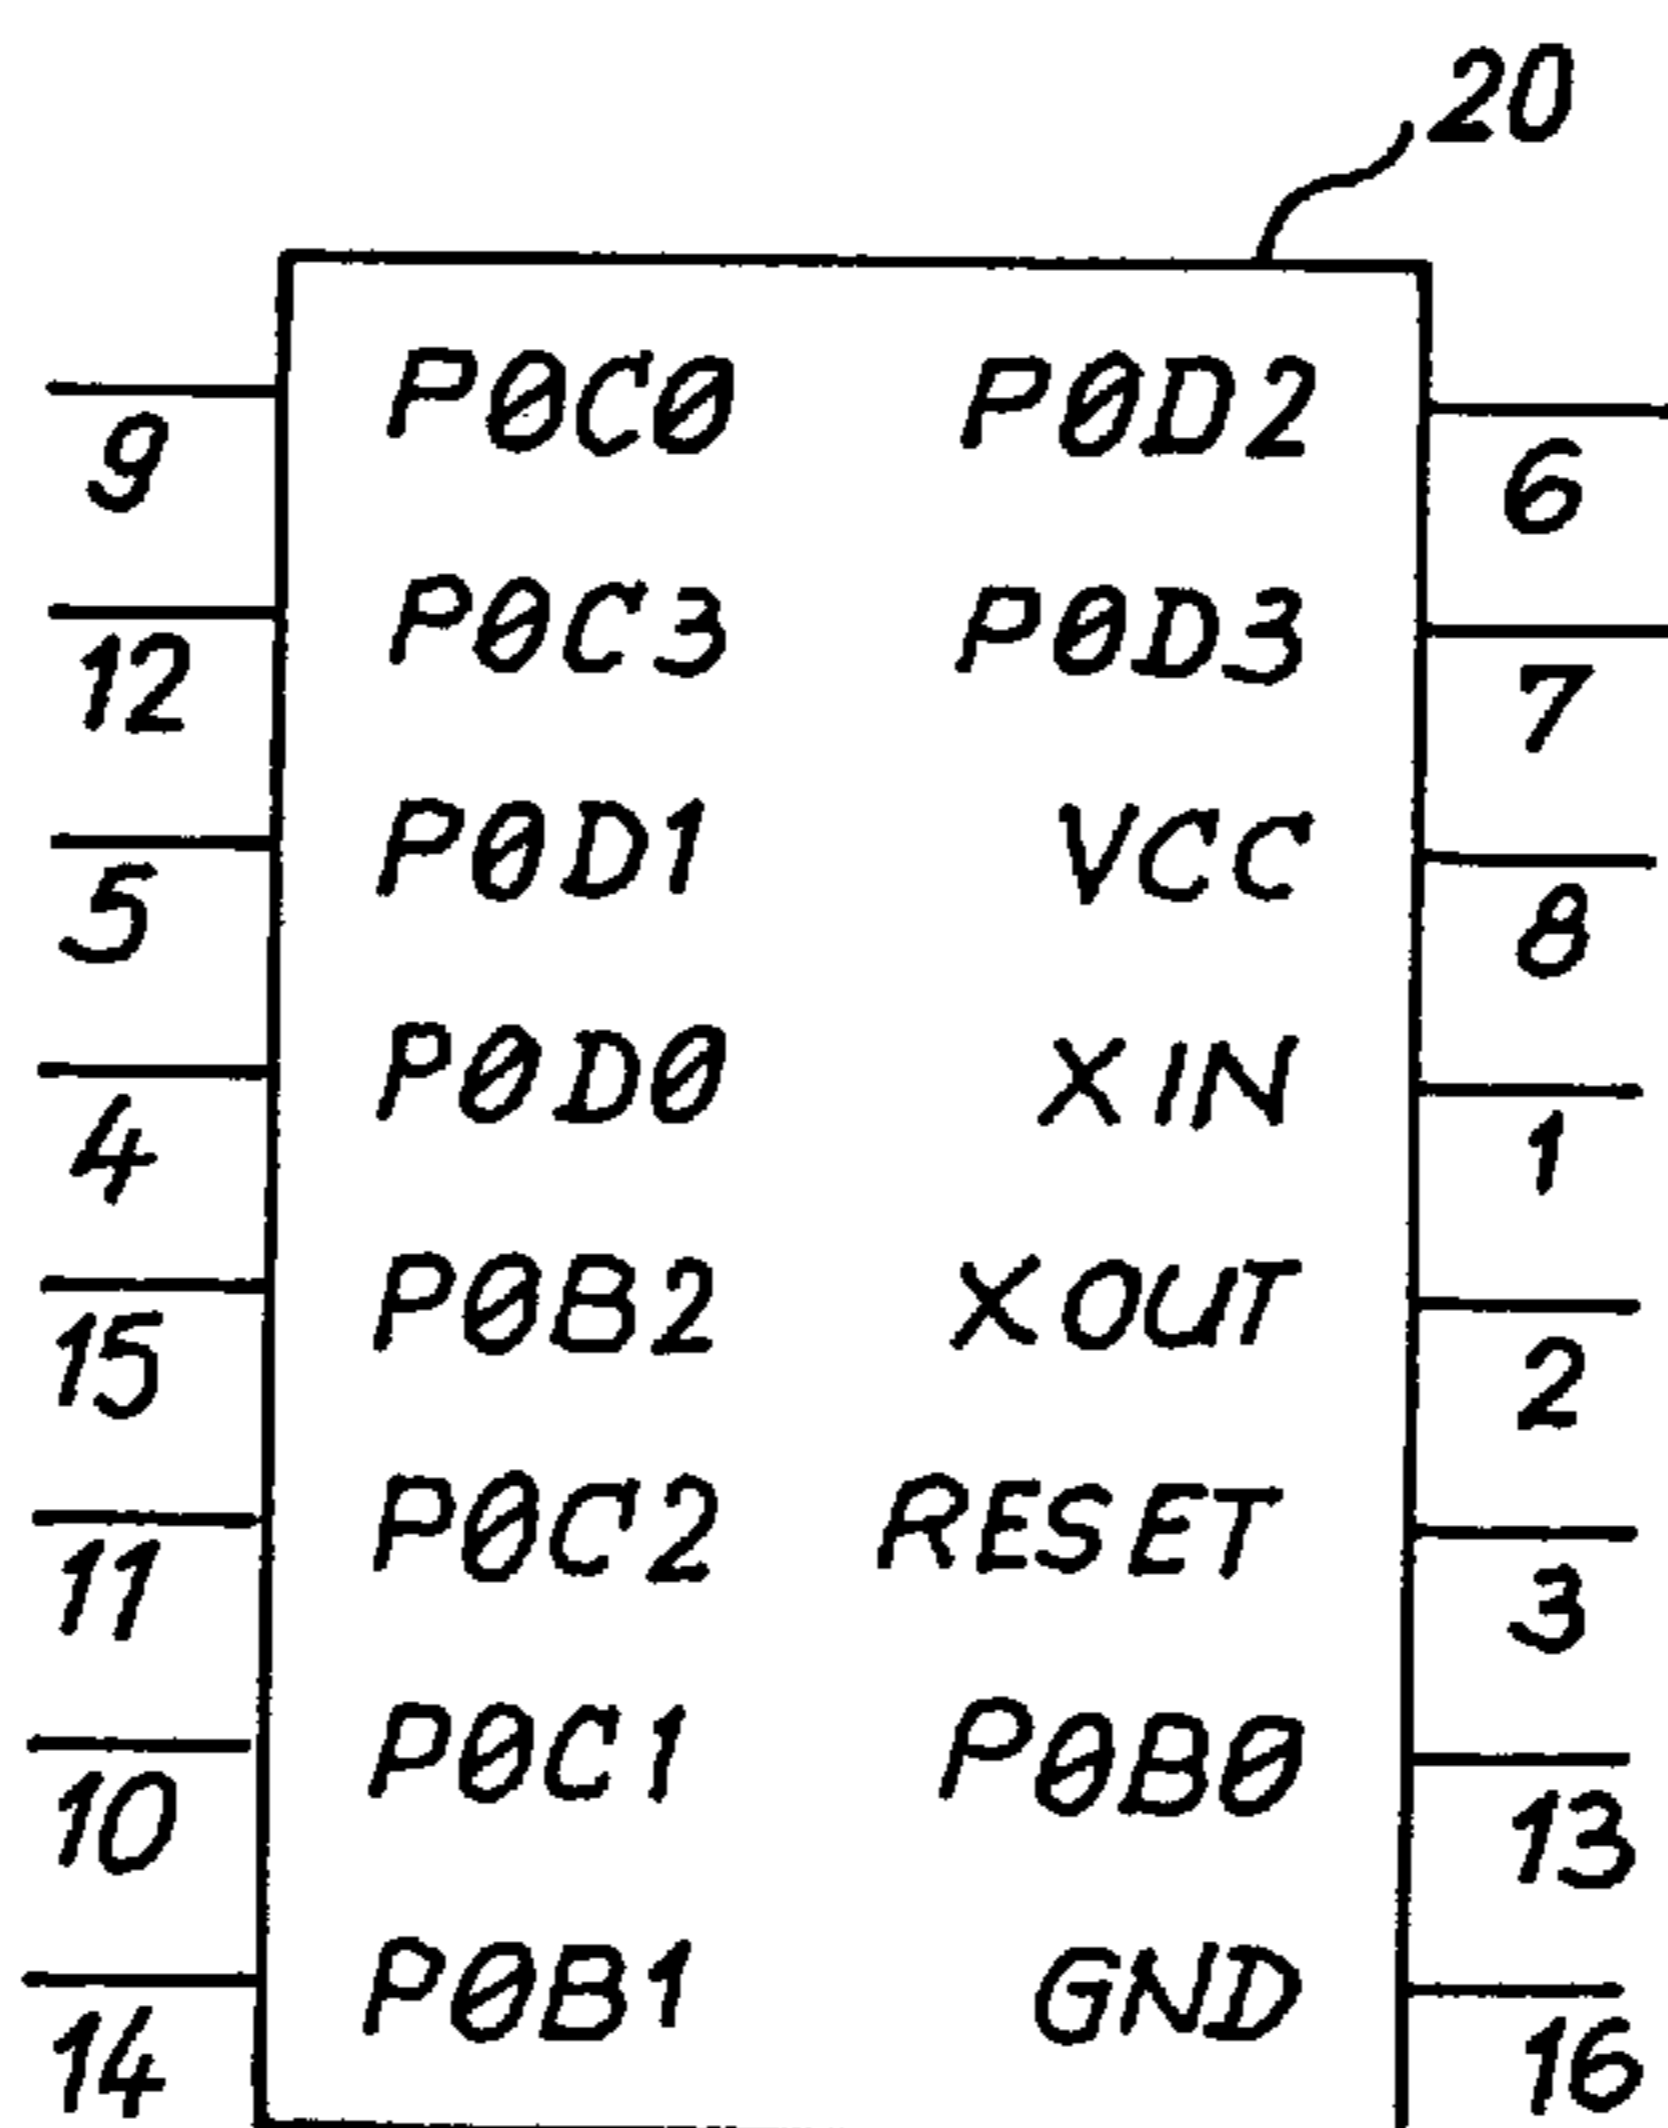 20
P0C0 P0D2
9 6
P0C3 P0D3
12 7
P0D1 VCC
5 8
P0D0 XIN
4 1
P0B2 XOUT
15 2
P0C2 RESET
11 3
P0C1 P0B0
10 13
P0B1 GND
14 16